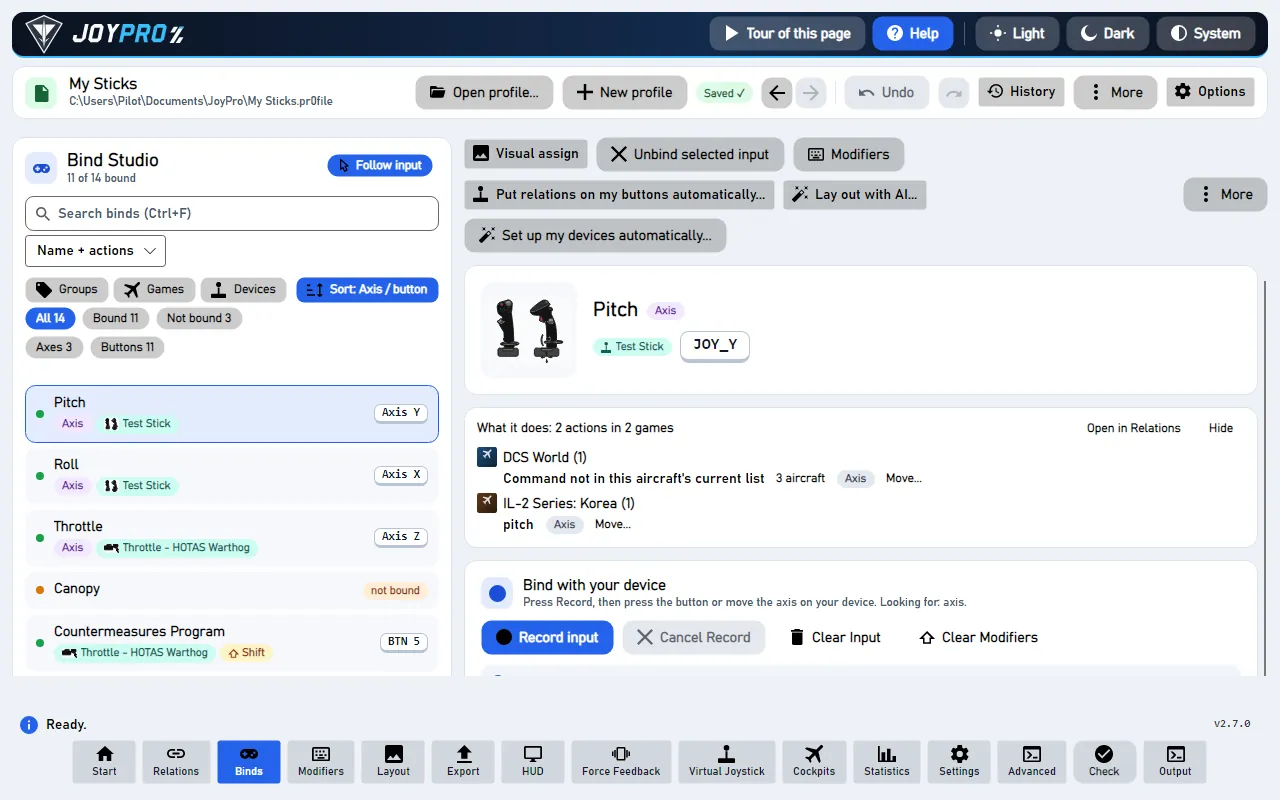 JOYPRO
Tour of this page
Help
Light
Dark
System
My Sticks
C:\Users\Pilot\Documents\JoyPro\My Sticks.pr0file
Open profile...
New profile
Saved ✓
Undo
History
More
Options
Bind Studio
11 of 14 bound
Follow input
Search binds (Ctrl+F)
Name + actions
Groups
Games
Devices
Sort: Axis / button
All 14
Bound 11
Not bound 3
Axes 3
Buttons 11
Pitch
Axis
Test Stick
Axis Y
Roll
Axis
Test Stick
Axis X
Throttle
Axis
Throttle - HOTAS Warthog
Axis Z
Canopy
not bound
Countermeasures Program
Throttle - HOTAS Warthog
Shift
BTN 5
Visual assign
Unbind selected input
Modifiers
Put relations on my buttons automatically...
Lay out with AI...
More
Set up my devices automatically...
Pitch
Axis
Test Stick
JOY_Y
What it does: 2 actions in 2 games
Open in Relations
Hide
DCS World (1)
Command not in this aircraft's current list
3 aircraft
Axis
Move...
IL-2 Series: Korea (1)
pitch
Axis
Move...
Bind with your device
Press Record, then press the button or move the axis on your device. Looking for: axis.
Record input
Cancel Record
Clear Input
Clear Modifiers
Ready.
v2.7.0
Start
Relations
Binds
Modifiers
Layout
Export
HUD
Force Feedback
Virtual Joystick
Cockpits
Statistics
Settings
Advanced
Check
Output